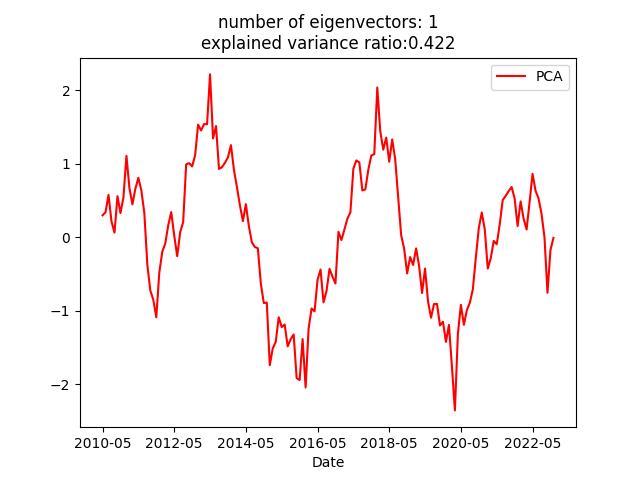 number of eigenvectors: 1
explained variance ratio:0.422
PCA
2
1
0
−1
−2
2010-05 2012-05 2014-05 2016-05 2018-05 2020-05 2022-05
Date